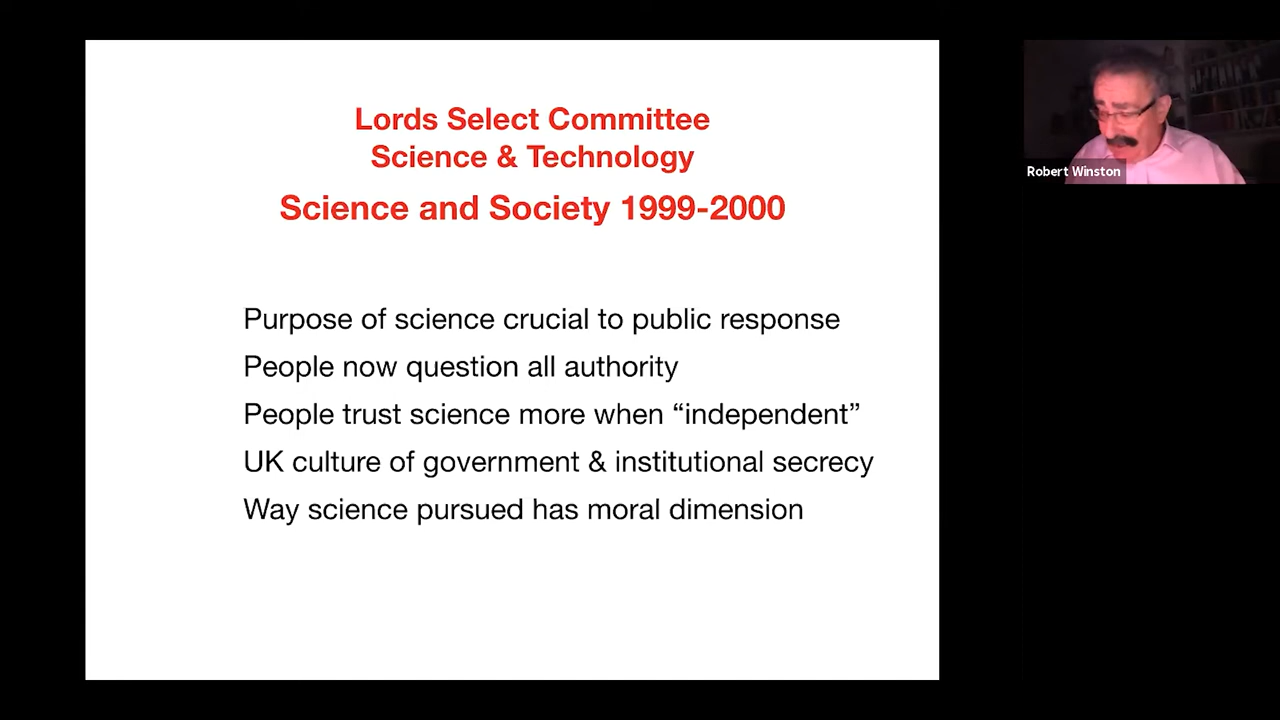 Lords Select Committee
Science & Technology
Science and Society 1999-2000
Purpose of science crucial to public response
People now question all authority
People trust science more when “independent”
UK culture of government & institutional secrecy
Way science pursued has moral dimension
Robert Winston